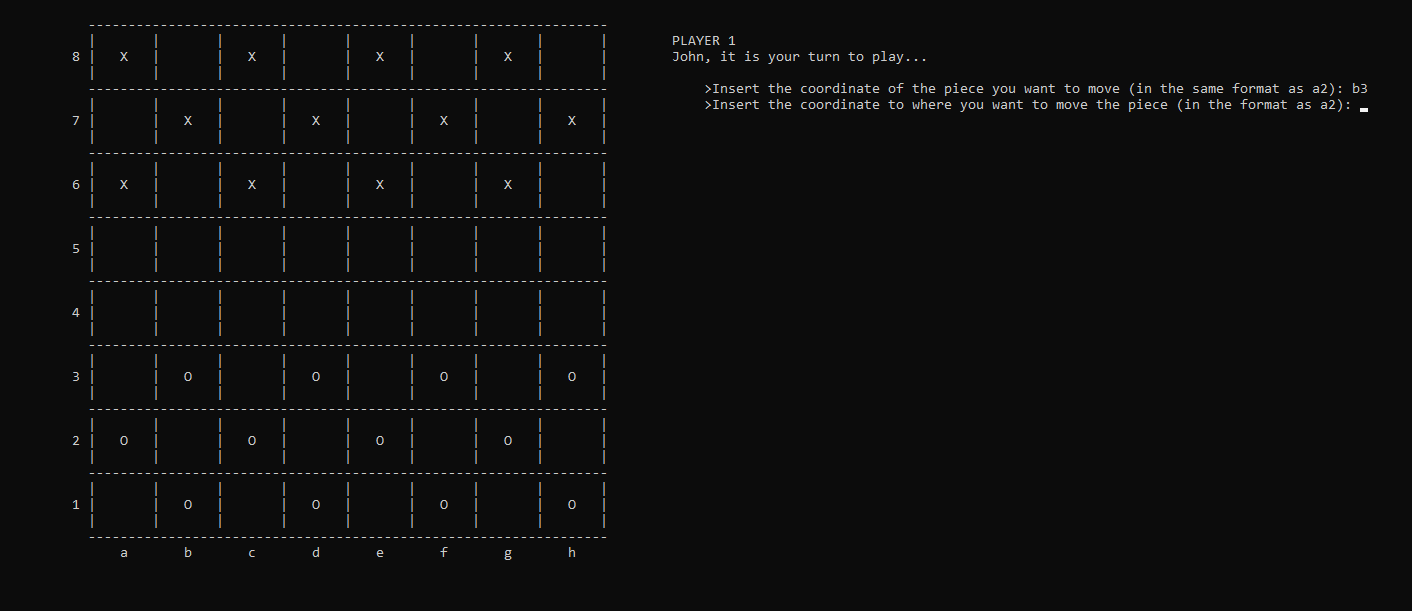 8 X X X X
7 X X X X
6 X X X X
5
4
3 O O O O
2 O O O O
1 O O O O
a b c d e f g h
PLAYER 1
John, it is your turn to play...
>Insert the coordinate of the piece you want to move (in the same format as a2): b3
>Insert the coordinate to where you want to move the piece (in the format as a2):